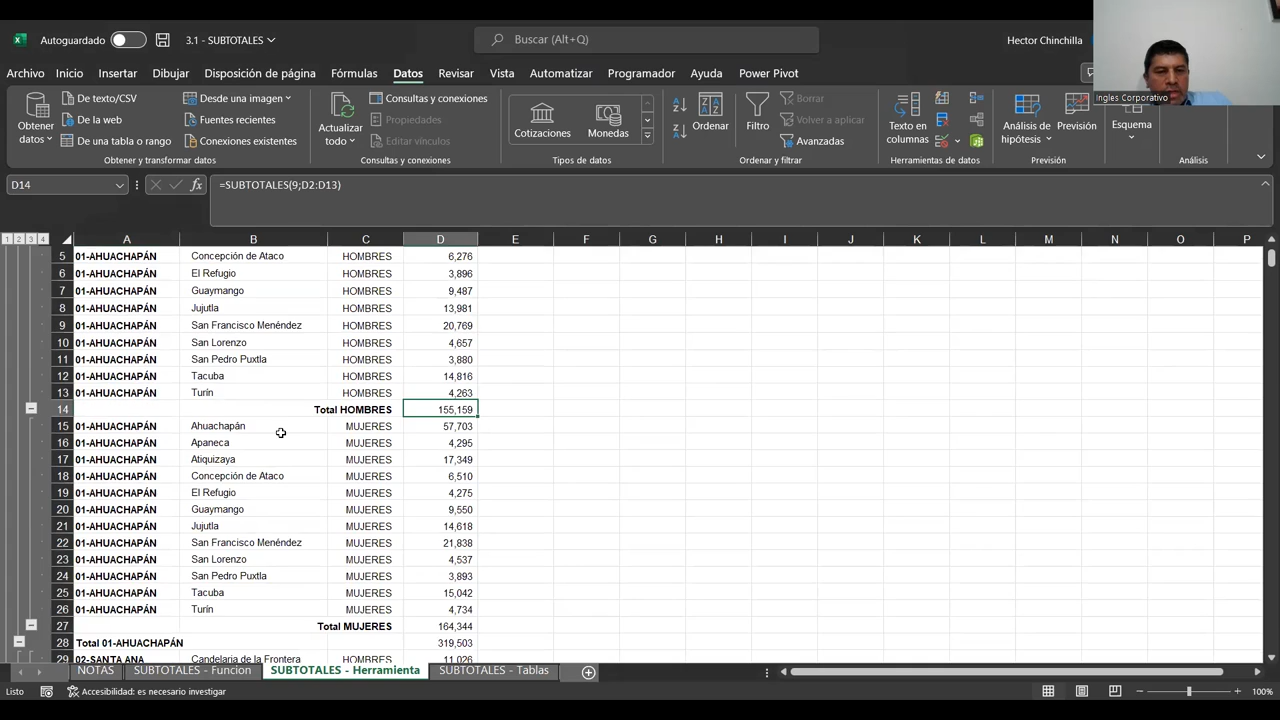 Autoguardado
3.1 - SUBTOTALES
Buscar (Alt+Q)
Hector Chinchilla
Ingles Corporativo
Archivo Inicio Insertar Dibujar Disposición de página Fórmulas Datos Revisar Vista Automatizar Programador Ayuda Power Pivot
Obtener datos
De texto/CSV
De la web
De una tabla o rango
Desde una imagen
Fuentes recientes
Conexiones existentes
Obtener y transformar datos
Actualizar todo
Consultas y conexiones
Propiedades
Editar vínculos
Consultas y conexiones
Cotizaciones
Monedas
Tipos de datos
Ordenar
Filtro
Borrar
Volver a aplicar
Avanzadas
Ordenar y filtrar
Texto en columnas
Herramientas de datos
Análisis de hipótesis
Previsión
Previsión
Esquema
Análisis
D14
fx
=SUBTOTALES(9;D2:D13)
1 2 3 4
A B C D E F G H I J K L M N O P
5 01-AHUACHAPÁN Concepción de Ataco HOMBRES 6,276
6 01-AHUACHAPÁN El Refugio HOMBRES 3,896
7 01-AHUACHAPÁN Guaymango HOMBRES 9,487
8 01-AHUACHAPÁN Jujutla HOMBRES 13,981
9 01-AHUACHAPÁN San Francisco Menéndez HOMBRES 20,769
10 01-AHUACHAPÁN San Lorenzo HOMBRES 4,657
11 01-AHUACHAPÁN San Pedro Puxtla HOMBRES 3,880
12 01-AHUACHAPÁN Tacuba HOMBRES 14,816
13 01-AHUACHAPÁN Turín HOMBRES 4,263
14 Total HOMBRES 155,159
15 01-AHUACHAPÁN Ahuachapán MUJERES 57,703
16 01-AHUACHAPÁN Apaneca MUJERES 4,295
17 01-AHUACHAPÁN Atiquizaya MUJERES 17,349
18 01-AHUACHAPÁN Concepción de Ataco MUJERES 6,510
19 01-AHUACHAPÁN El Refugio MUJERES 4,275
20 01-AHUACHAPÁN Guaymango MUJERES 9,550
21 01-AHUACHAPÁN Jujutla MUJERES 14,618
22 01-AHUACHAPÁN San Francisco Menéndez MUJERES 21,838
23 01-AHUACHAPÁN San Lorenzo MUJERES 4,537
24 01-AHUACHAPÁN San Pedro Puxtla MUJERES 3,893
25 01-AHUACHAPÁN Tacuba MUJERES 15,042
26 01-AHUACHAPÁN Turín MUJERES 4,734
27 Total MUJERES 164,344
28 Total 01-AHUACHAPÁN 319,503
29 02-SANTA ANA Candelaria de la Frontera HOMBRES 11,026
NOTAS SUBTOTALES - Funcion SUBTOTALES - Herramienta SUBTOTALES - Tablas
Listo Accesibilidad: es necesario investigar 100%